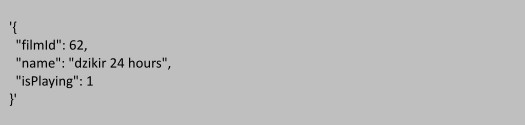 '{
"filmId": 62,
"name": "dzikir 24 hours",
"isPlaying": 1
}'